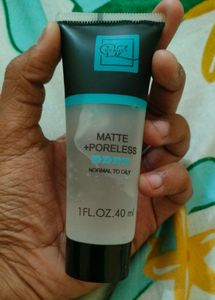 MATTE
+PORELESS
NORMAL TO OILY
1FL.OZ.40 ml